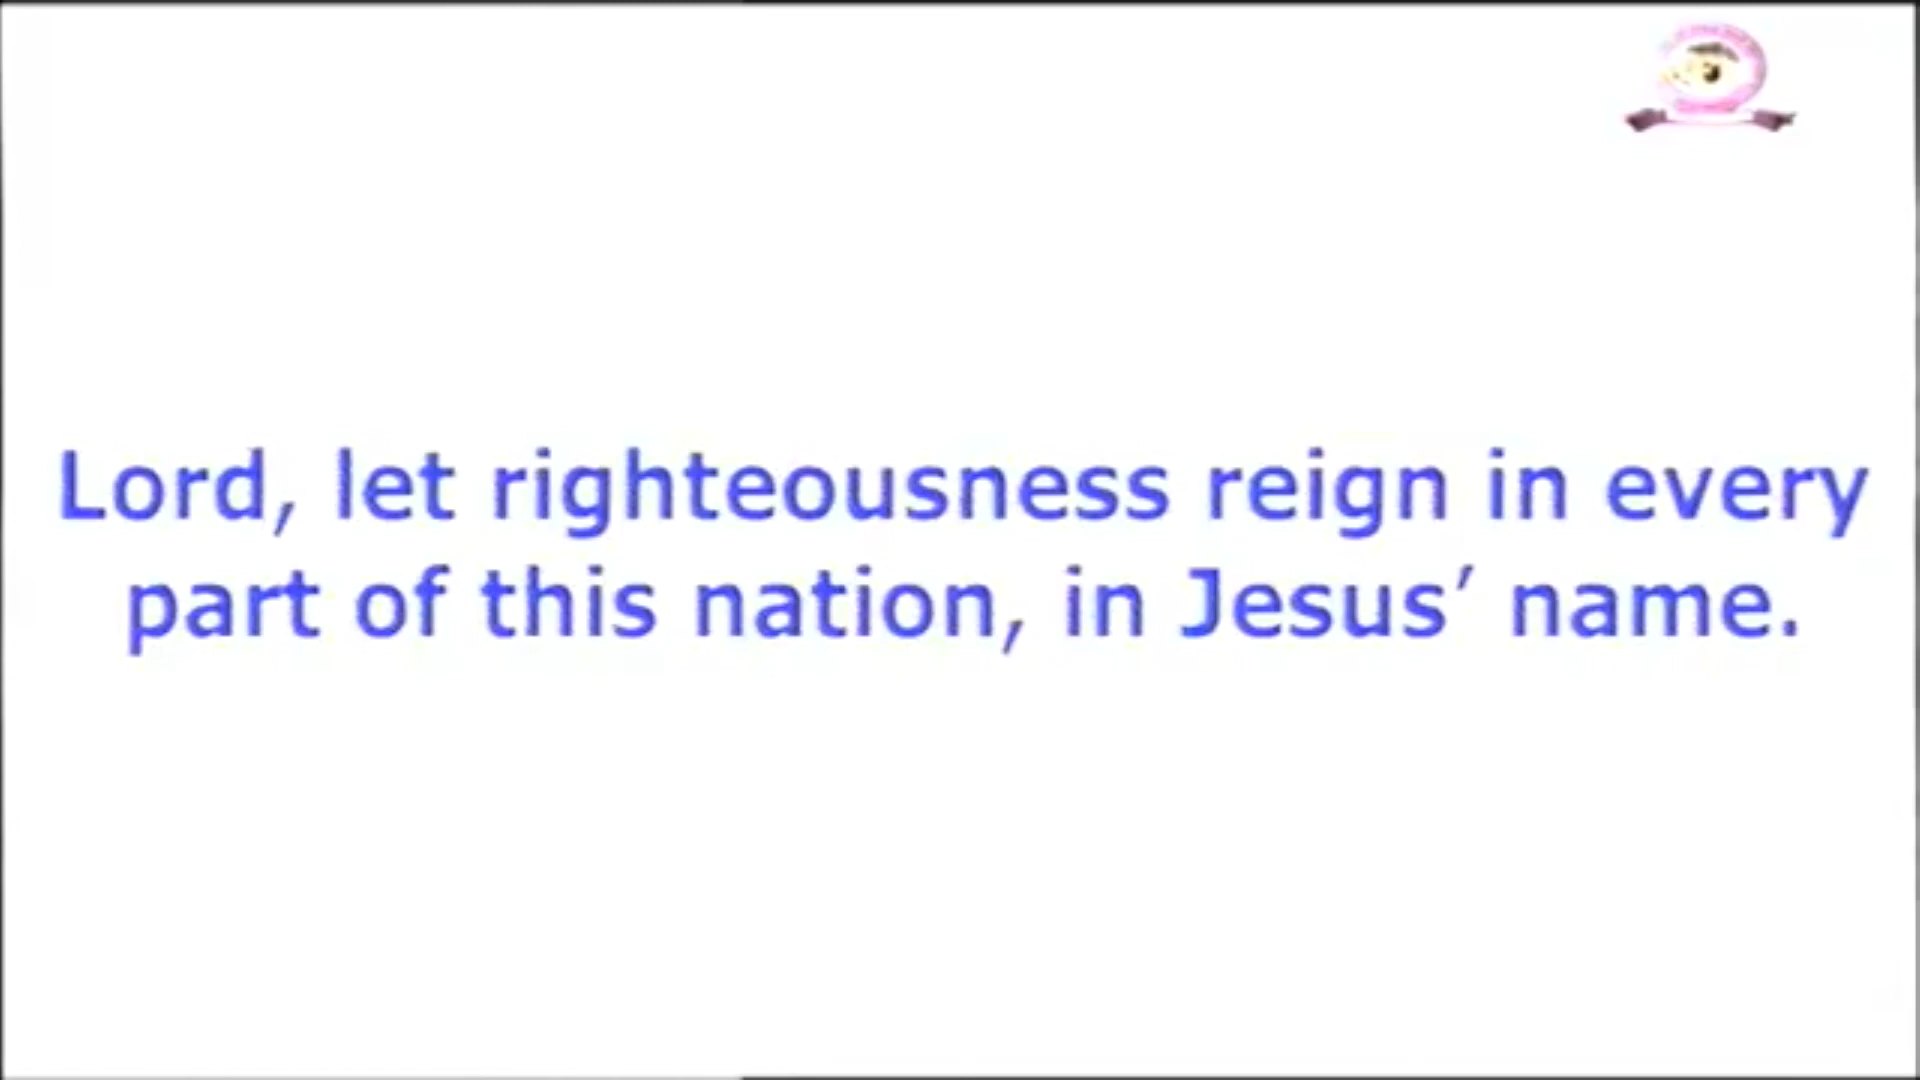 Lord, let righteousness reign in every
part of this nation, in Jesus’ name.